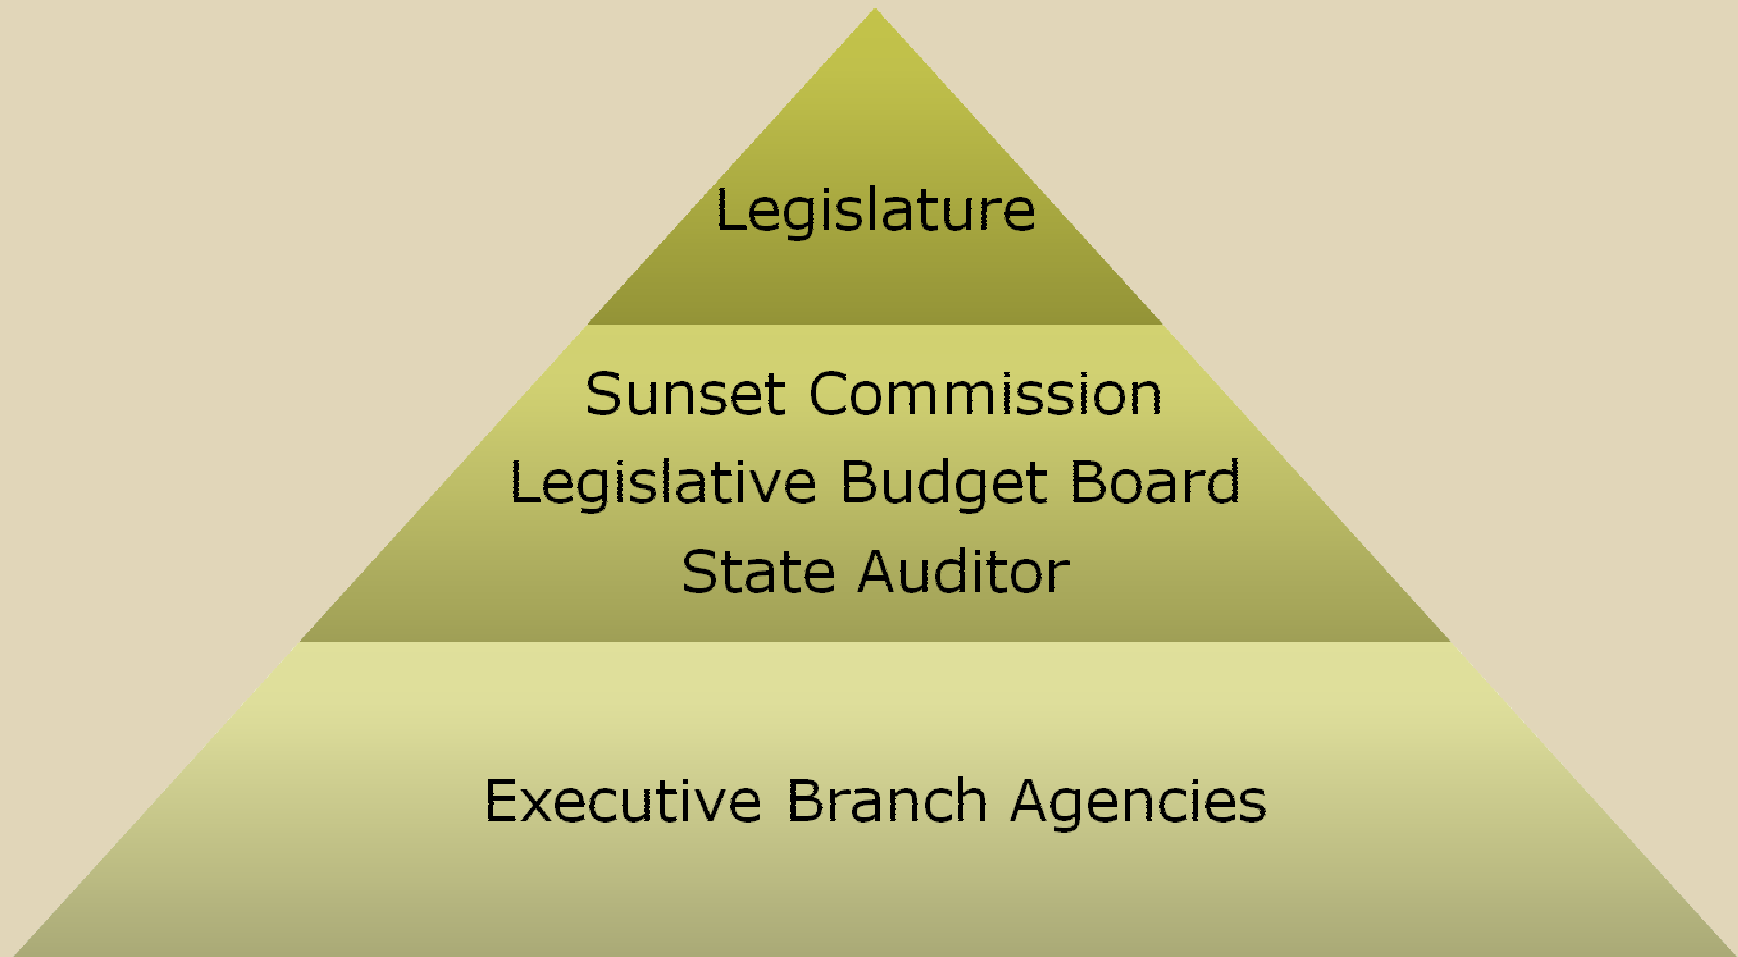 Legislature
Sunset Commission
Legislative Budget Board
State Auditor
Executive Branch Agencies